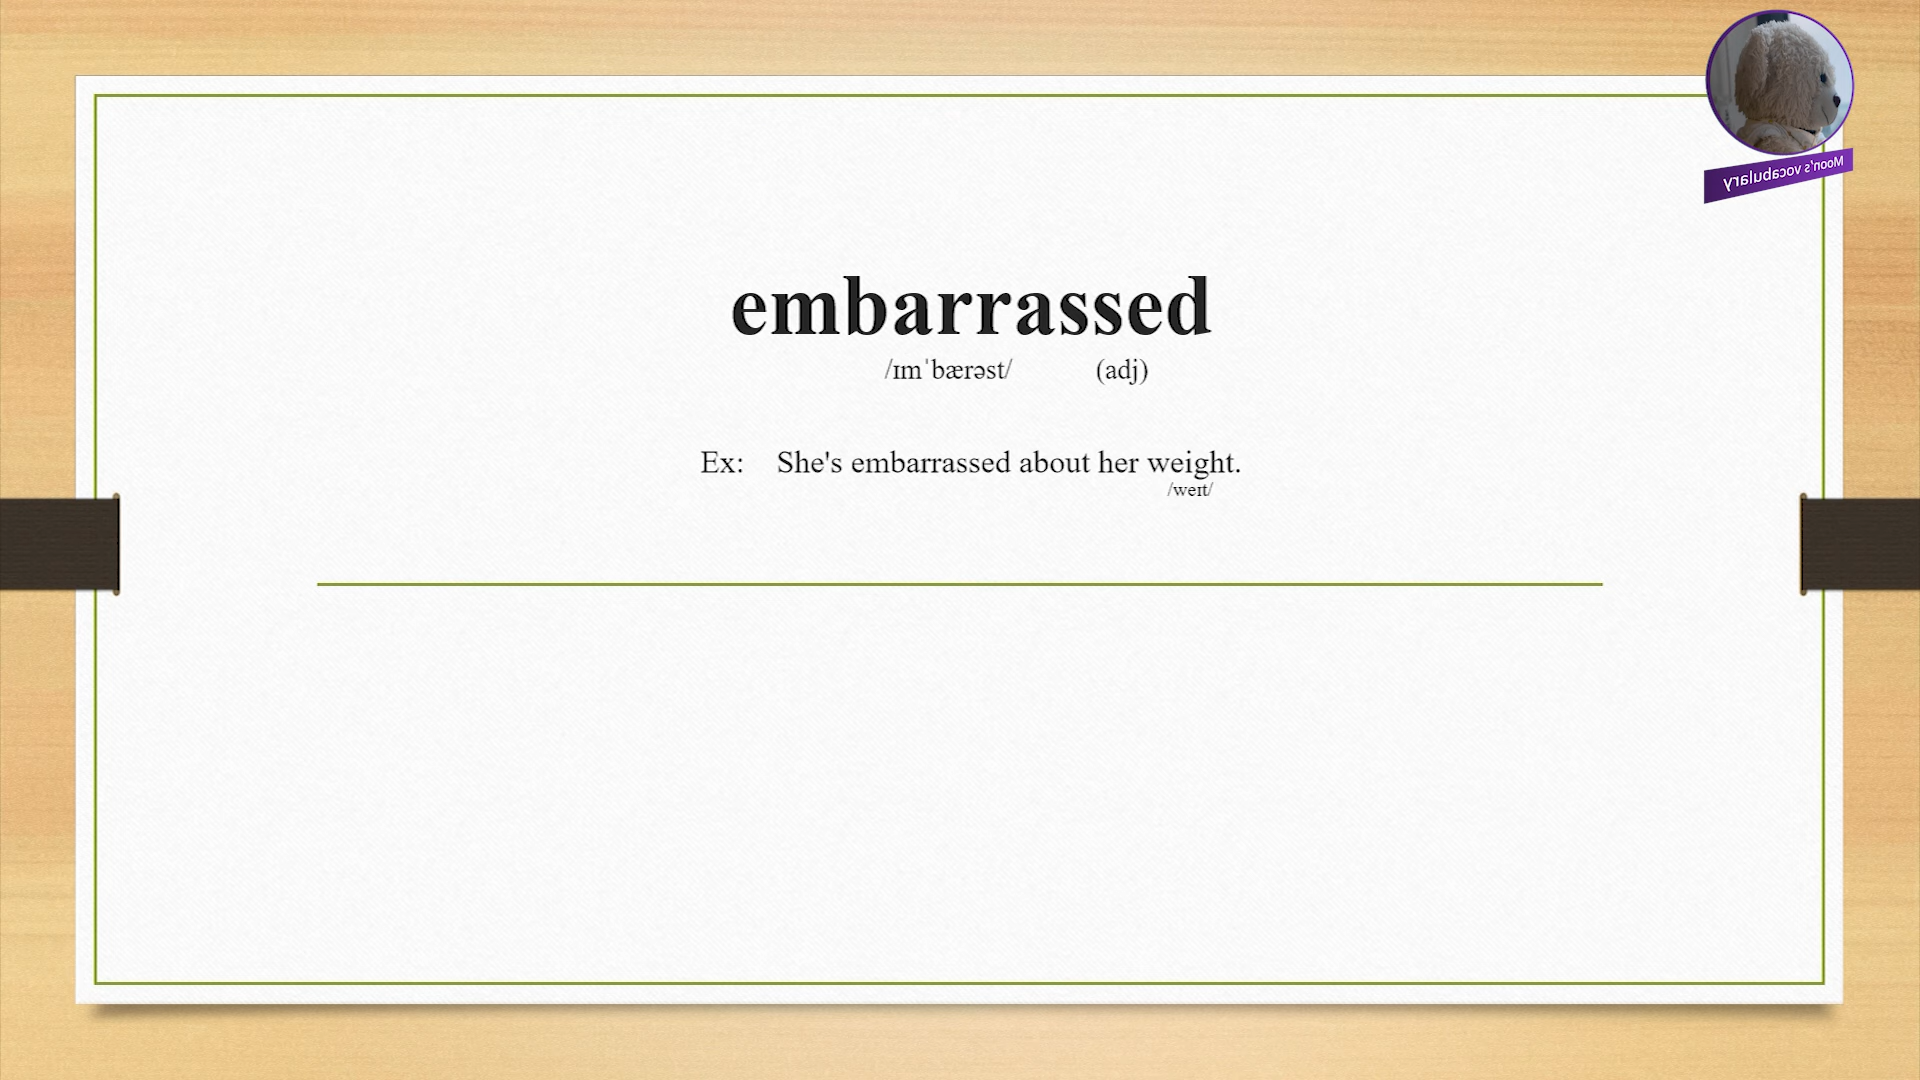 Moon's vocabulary
embarrassed
/ɪmˈbærəst/ (adj)
Ex: She's embarrassed about her weight.
/weɪt/